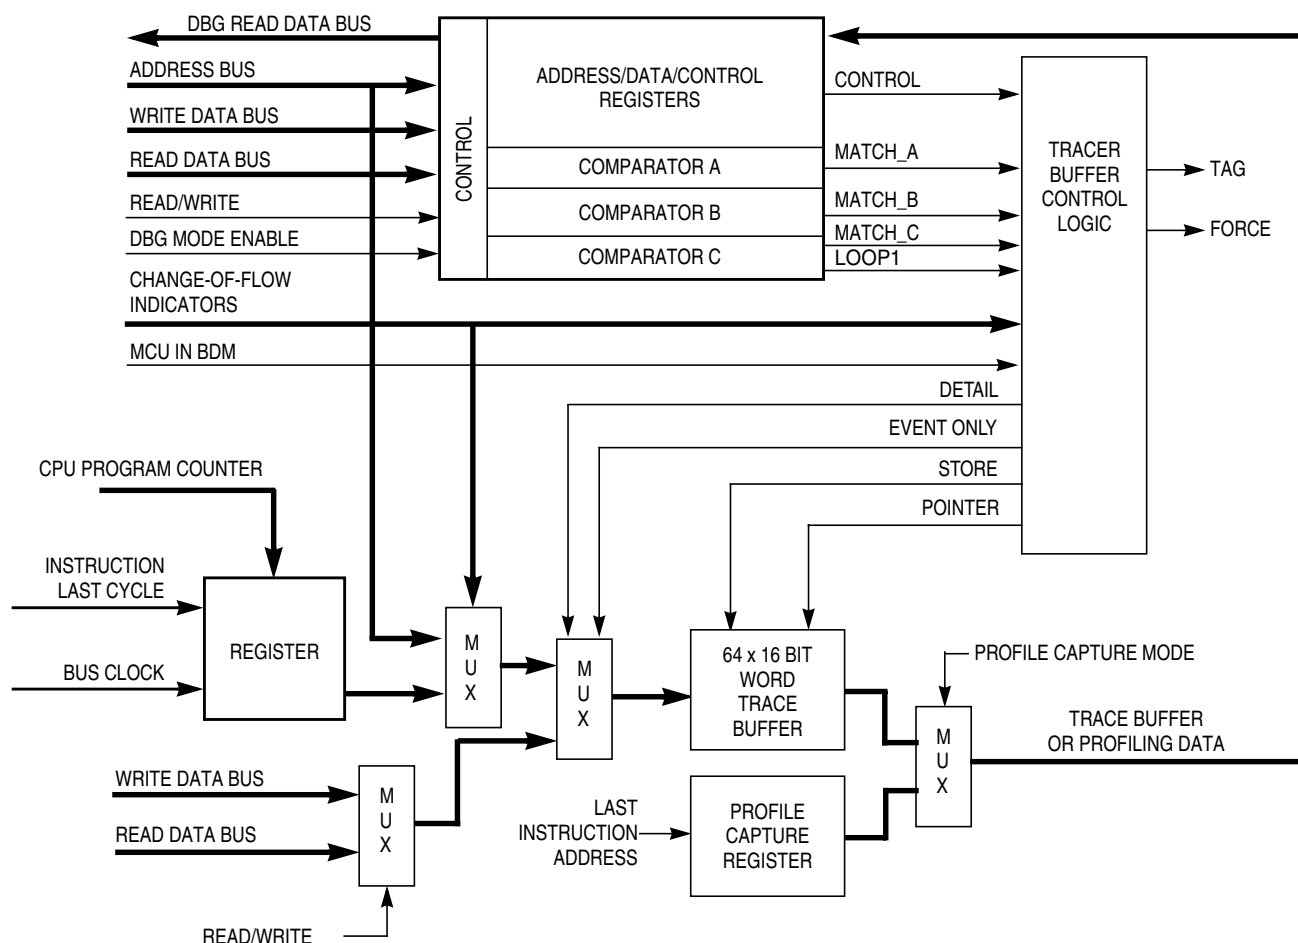 DBG READ DATA BUS
ADDRESS BUS
WRITE DATA BUS
READ DATA BUS
READ/WRITE
DBG MODE ENABLE
CHANGE-OF-FLOW
INDICATORS
MCU IN BDM
CONTROL
ADDRESS/DATA/CONTROL
REGISTERS
COMPARATOR A
COMPARATOR B
COMPARATOR C
CONTROL
MATCH_A
MATCH_B
MATCH_C
LOOP1
TRACER
BUFFER
CONTROL
LOGIC
TAG
FORCE
DETAIL
EVENT ONLY
STORE
POINTER
CPU PROGRAM COUNTER
INSTRUCTION
LAST CYCLE
BUS CLOCK
REGISTER
M
U
X
M
U
X
64 x 16 BIT
WORD
TRACE
BUFFER
PROFILE CAPTURE MODE
M
U
X
TRACE BUFFER
OR PROFILING DATA
WRITE DATA BUS
READ DATA BUS
M
U
X
READ/WRITE
LAST
INSTRUCTION
ADDRESS
PROFILE
CAPTURE
REGISTER